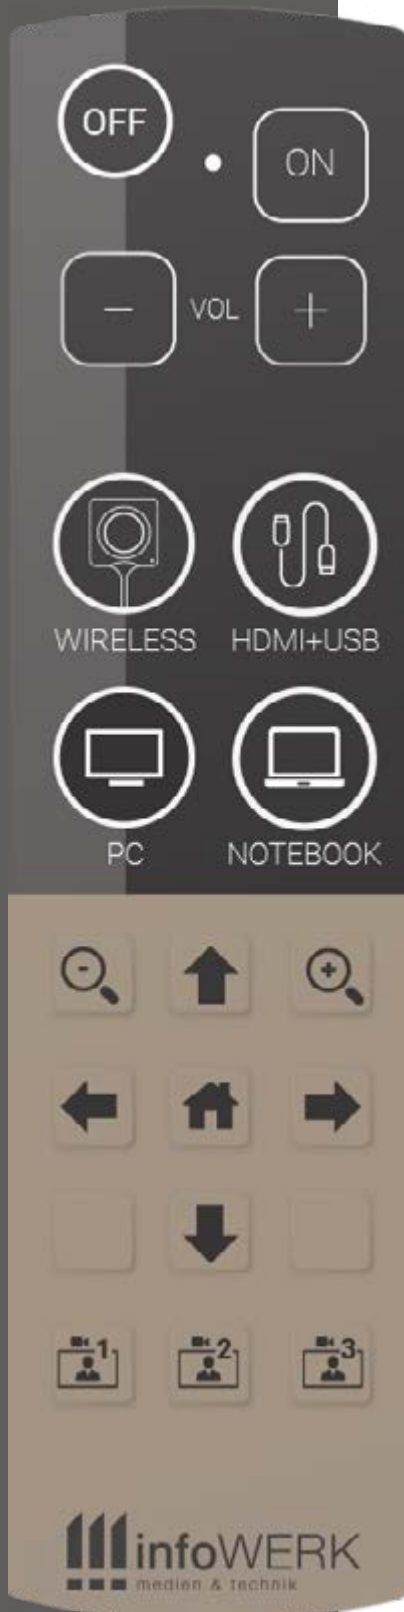 OFF
ON
− VOL +
WIRELESS HDMI+USB
PC NOTEBOOK
- +
1 2 3
infoWERK
medien & technik